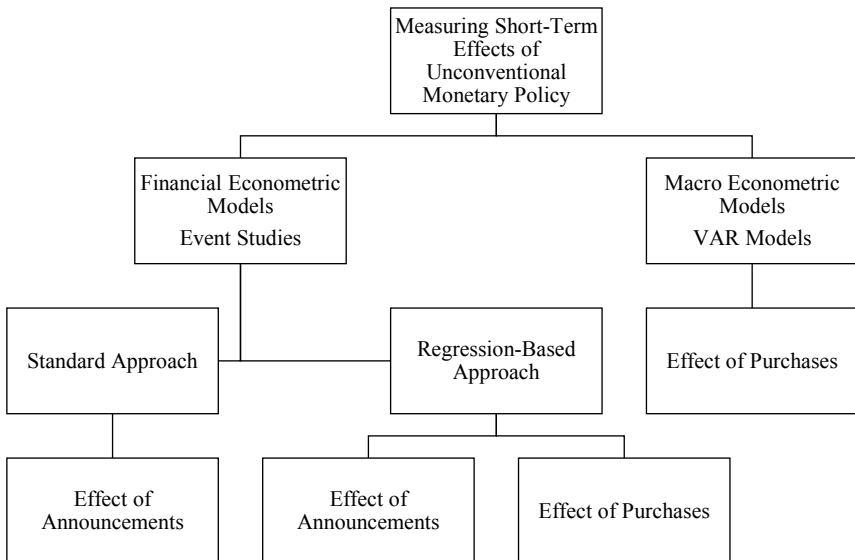 Measuring Short-Term
Effects of
Unconventional
Monetary Policy
Financial Econometric
Models
Event Studies
Macro Econometric
Models
VAR Models
Standard Approach
Regression-Based
Approach
Effect of Purchases
Effect of
Announcements
Effect of
Announcements
Effect of Purchases